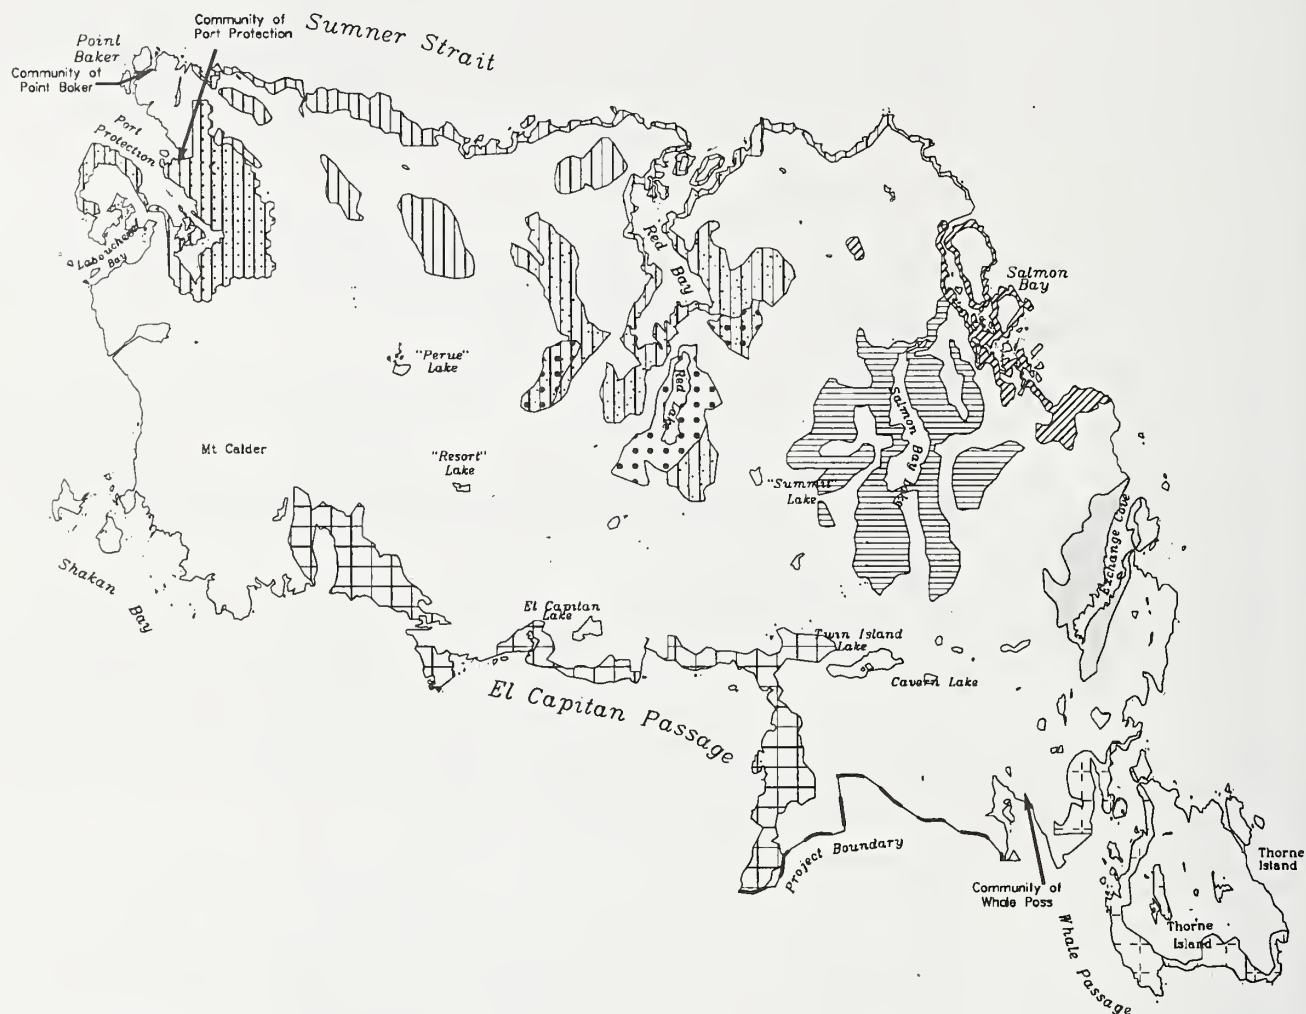 Community of
Port Protection
Sumner Strait
Point
Baker
Community of
Point Boker
Port
Protection
Labouchere
Bay
Red
Bay
Salmon
Bay
"Perue"
Lake
Red
Lake
Mt Calder
"Resort"
Lake
Salmon Bay Lake
"Summit"
Lake
Exchange Cove
Shakan Bay
El Capitan
Lake
Twin Island
Lake
Cavern Lake
El Capitan Passage
Project Boundary
Community of
Whale Poss
Thorne
Island
Thorne
Island
Whale Passage